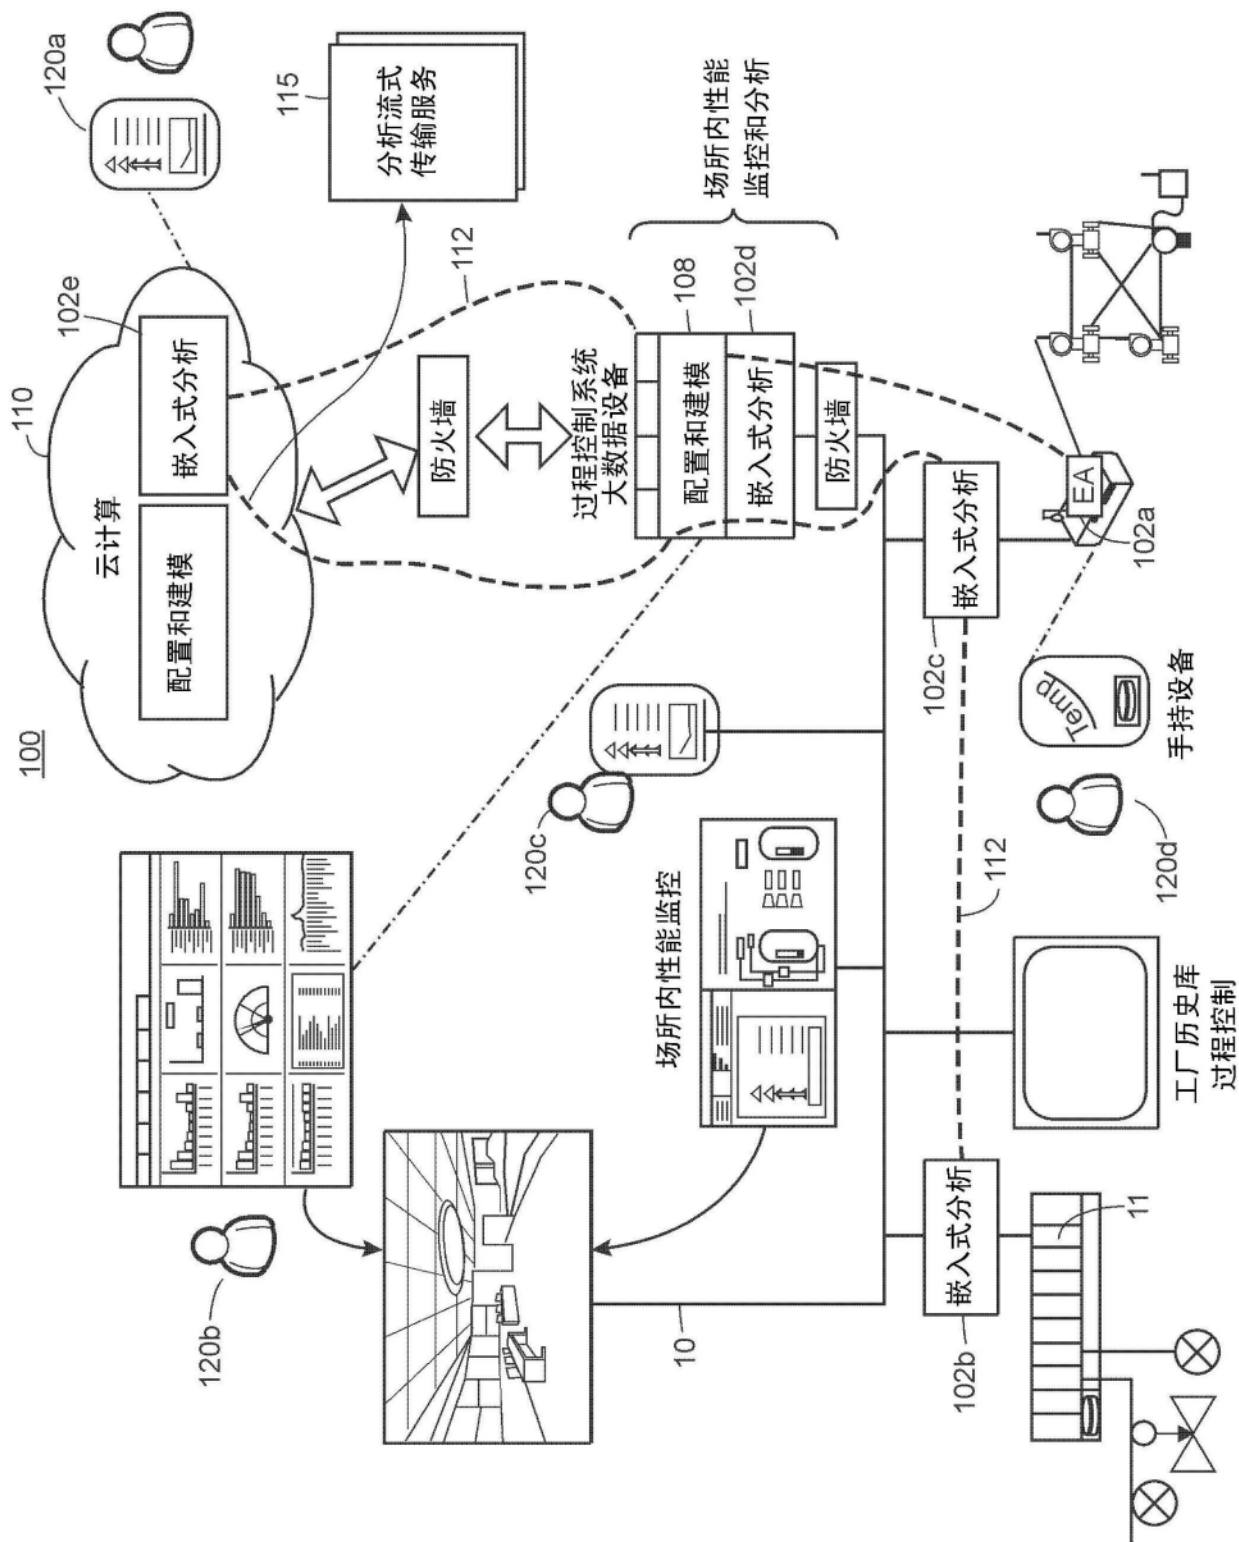 100
110
120a
102e
云计算
配置和建模
嵌入式分析
120b
115
分析流式
传输服务
防火墙
112
120c
过程控制系统
大数据设备
场所内性能监控
108
场所内性能
监控和分析
10
配置和建模
102d
嵌入式分析
防火墙
102c
102b
嵌入式分析
嵌入式分析
112
Temp
EA
11
102a
120d
手持设备
工厂历史库
过程控制